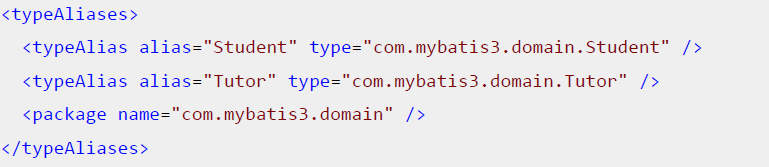 <typeAliases>
<typeAlias alias="Student" type="com.mybatis3.domain.Student" />
<typeAlias alias="Tutor" type="com.mybatis3.domain.Tutor" />
<package name="com.mybatis3.domain" />
</typeAliases>